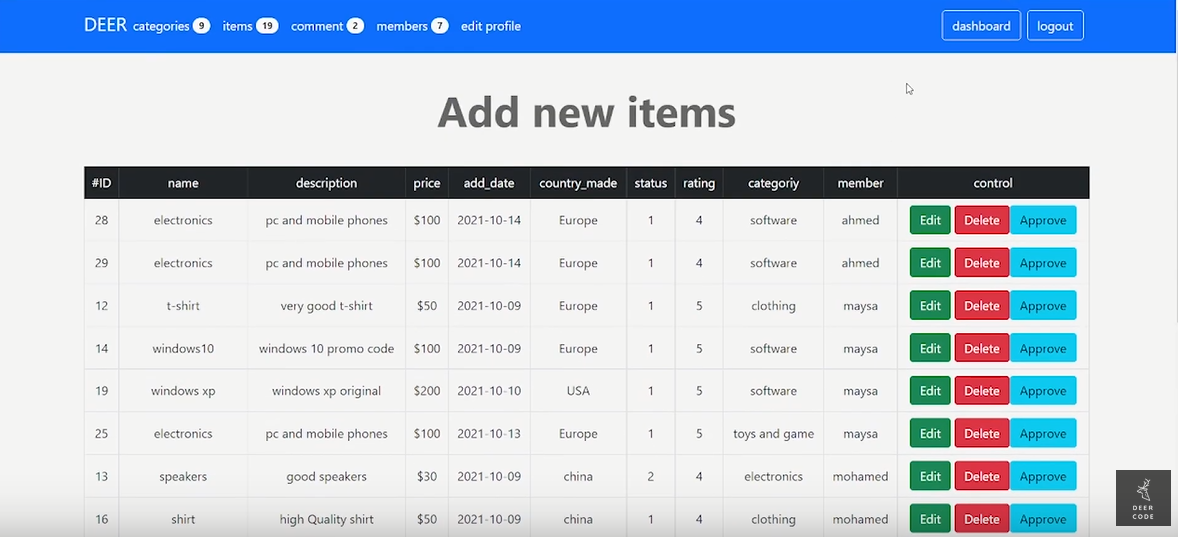 DEER categories 9 items 19 comment 2 members 7 edit profile dashboard logout
Add new items
#ID name description price add_date country_made status rating categoriy member control
28 electronics pc and mobile phones $100 2021-10-14 Europe 1 4 software ahmed Edit Delete Approve
29 electronics pc and mobile phones $100 2021-10-14 Europe 1 4 software ahmed Edit Delete Approve
12 t-shirt very good t-shirt $50 2021-10-09 Europe 1 5 clothing maysa Edit Delete Approve
14 windows10 windows 10 promo code $100 2021-10-09 Europe 1 5 software maysa Edit Delete Approve
19 windows xp windows xp original $200 2021-10-10 USA 1 5 software maysa Edit Delete Approve
25 electronics pc and mobile phones $100 2021-10-13 Europe 1 5 toys and game maysa Edit Delete Approve
13 speakers good speakers $30 2021-10-09 china 2 4 electronics mohamed Edit Delete Approve
16 shirt high Quality shirt $50 2021-10-09 china 1 4 clothing mohamed Edit Delete Approve
DEER
CODE